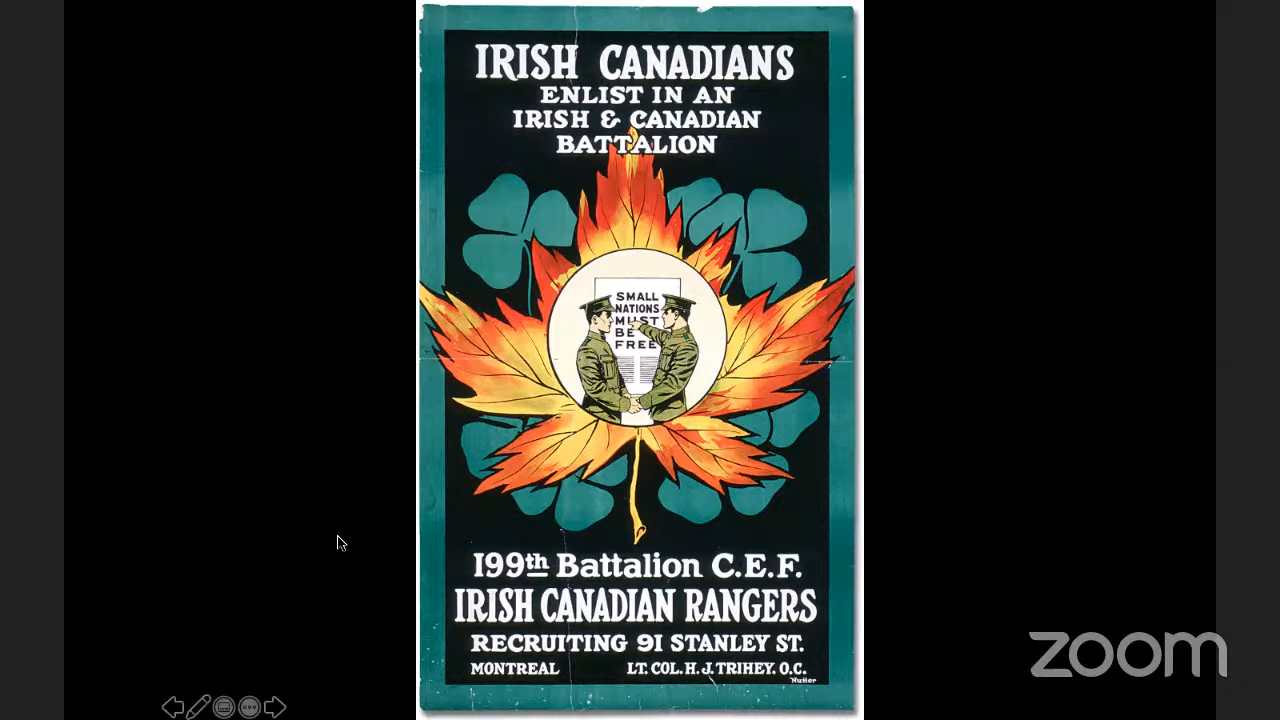 IRISH CANADIANS
ENLIST IN AN
IRISH & CANADIAN
BATTALION
SMALL
NATIONS
MUST
BE
FREE
199th Battalion C.E.F.
IRISH CANADIAN RANGERS
RECRUITING 91 STANLEY ST.
MONTREAL LT. COL. H. J. TRIHEY. O.C.
zoom